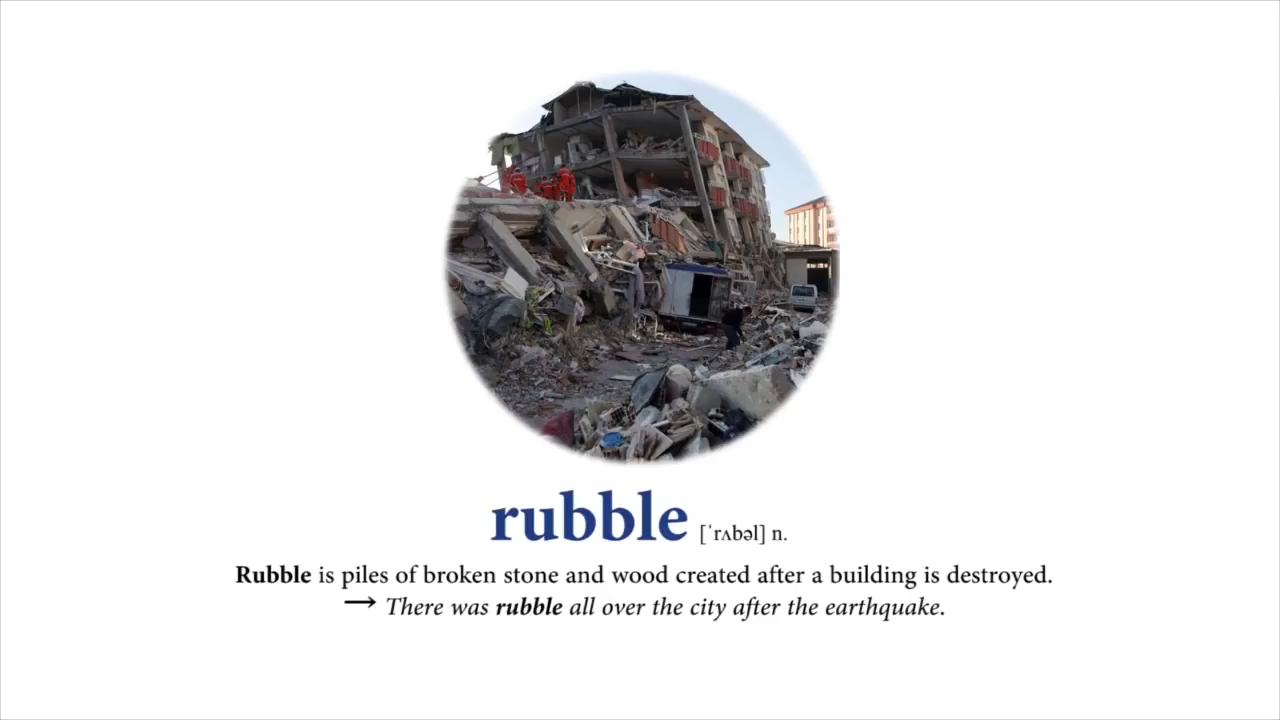 rubble [ˈrʌbəl] n.
Rubble is piles of broken stone and wood created after a building is destroyed.
→ There was rubble all over the city after the earthquake.